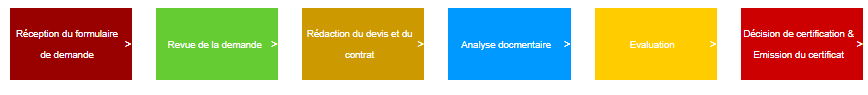 Réception du formulaire
de demande >
Revue de la demande >
Rédaction du devis et du
contrat >
Analyse docmentaire >
Evaluation >
Décision de certification &
Emission du certificat >